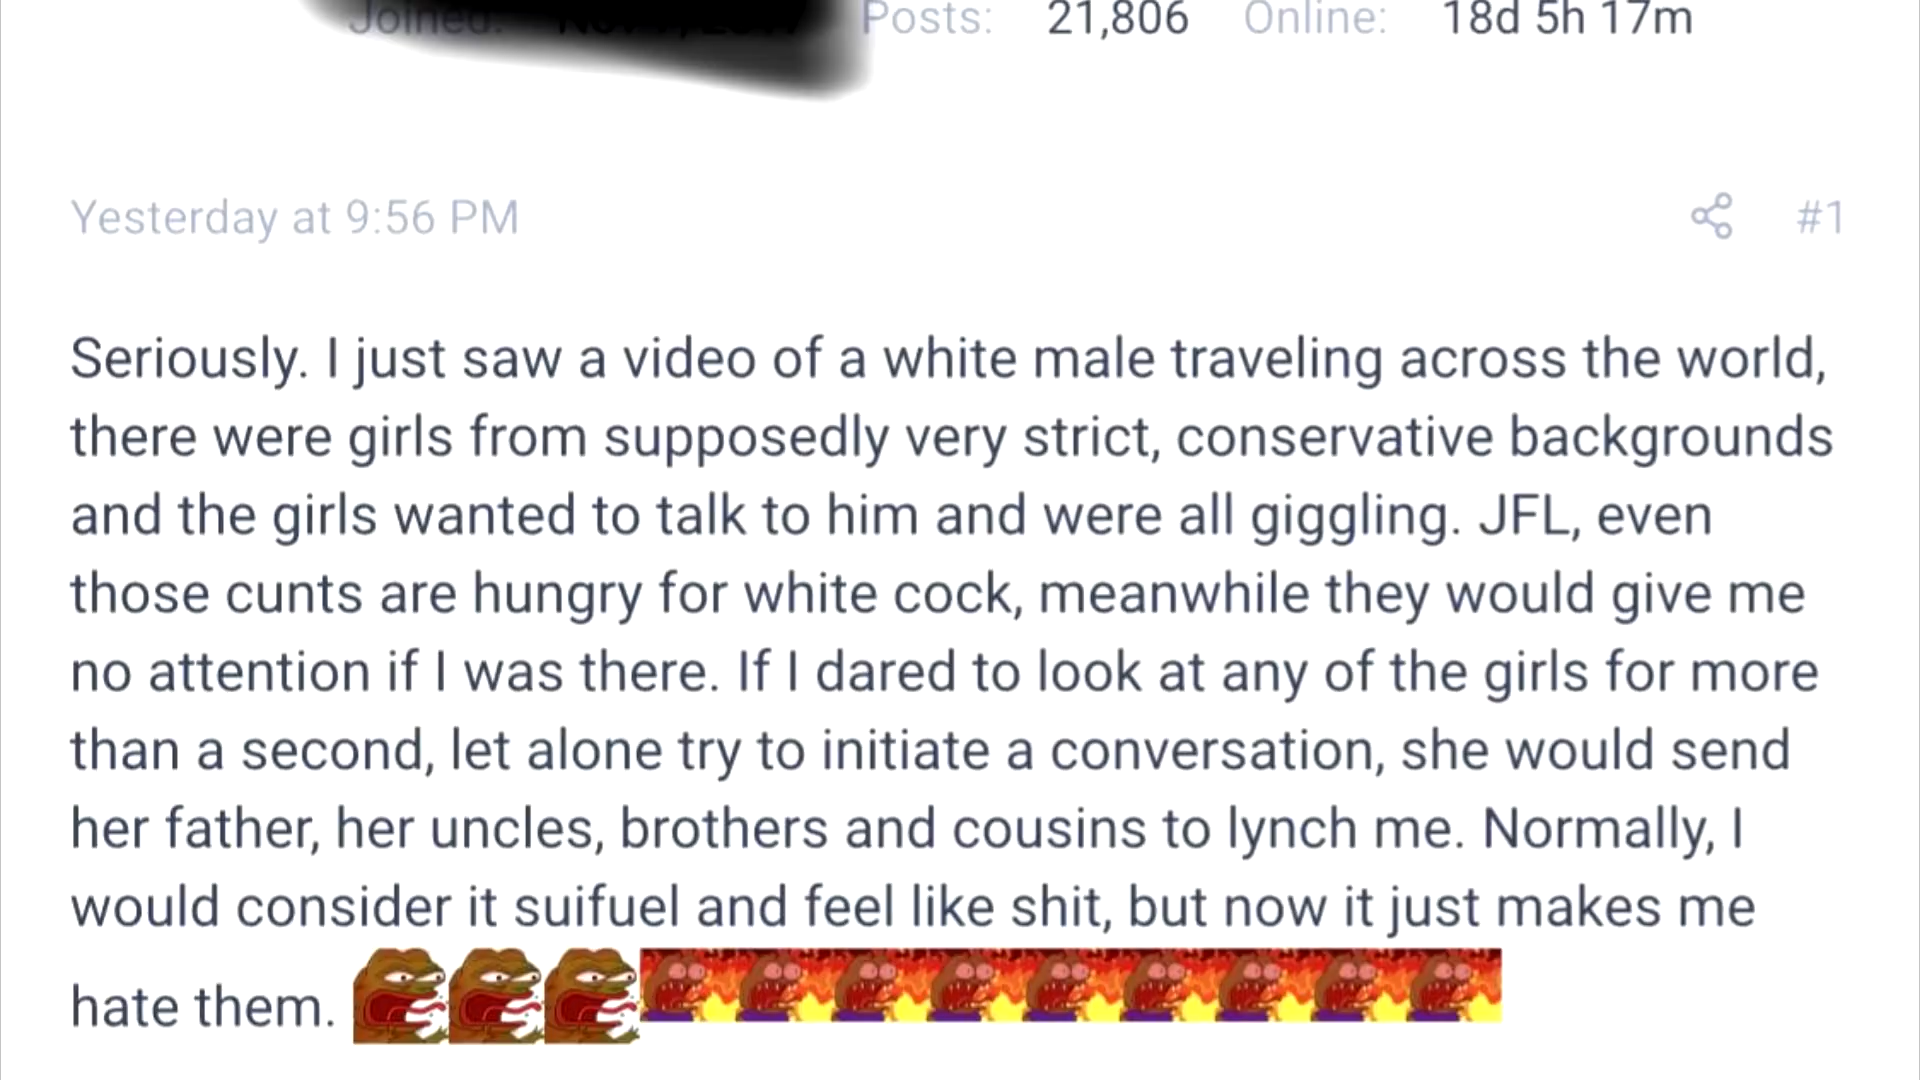 Joined:
Posts: 21,806 Online: 18d 5h 17m
Yesterday at 9:56 PM #1
Seriously. I just saw a video of a white male traveling across the world,
there were girls from supposedly very strict, conservative backgrounds
and the girls wanted to talk to him and were all giggling. JFL, even
those cunts are hungry for white cock, meanwhile they would give me
no attention if I was there. If I dared to look at any of the girls for more
than a second, let alone try to initiate a conversation, she would send
her father, her uncles, brothers and cousins to lynch me. Normally, I
would consider it suifuel and feel like shit, but now it just makes me
hate them.